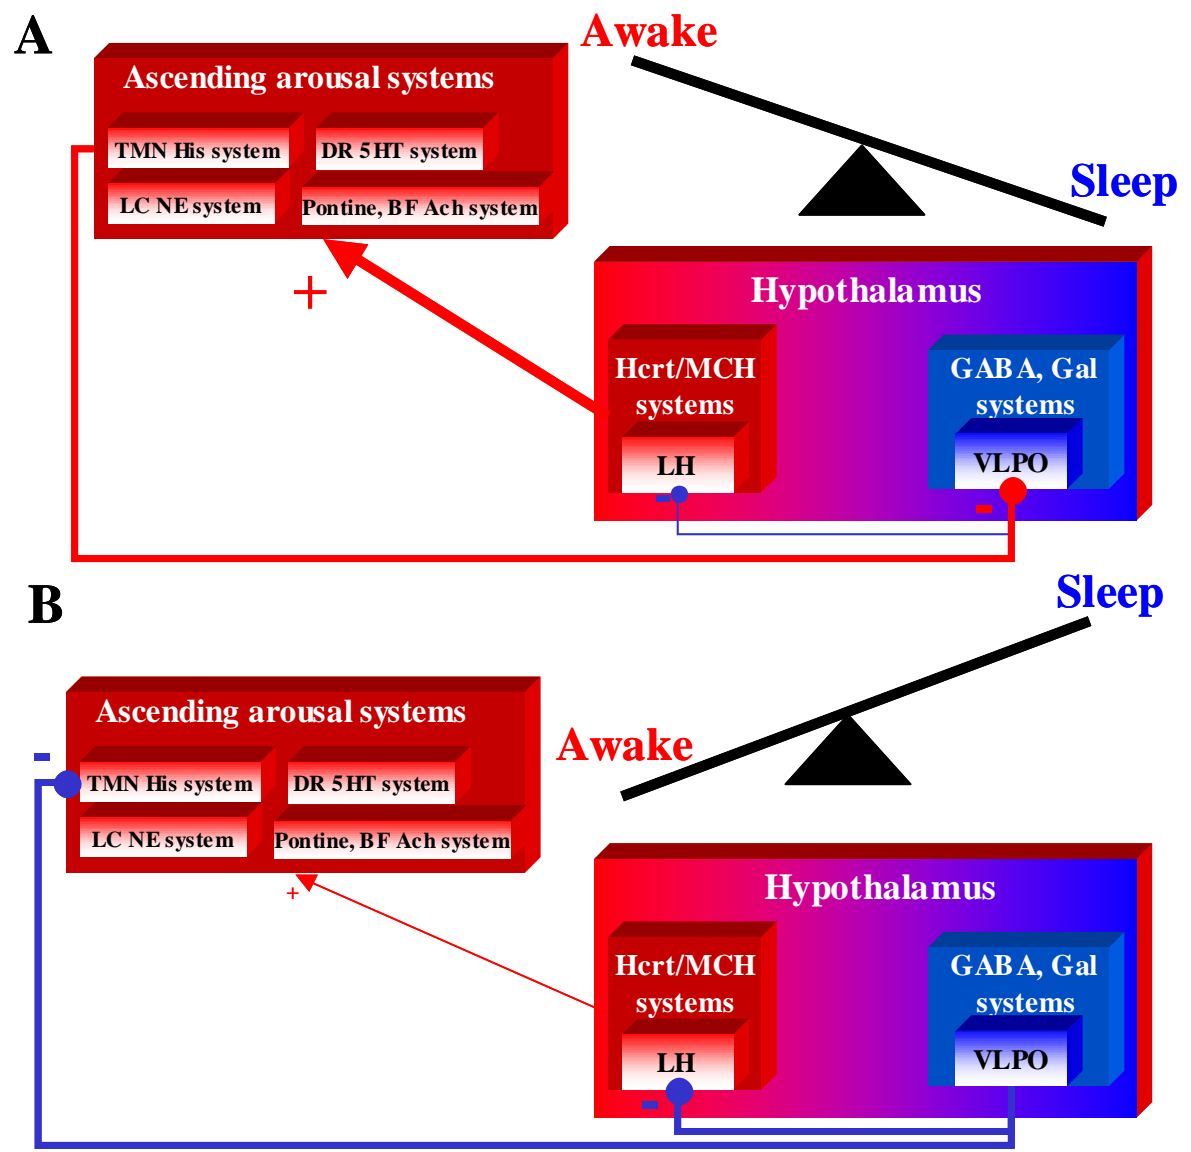 A
Awake
Ascending arousal systems
TMN His system
DR 5HT system
LC NE system
Pontine, BF Ach system
Sleep
+
Hypothalamus
Hcrt/MCH
systems
LH
GABA, Gal
systems
VLPO
-
-
B
Sleep
Ascending arousal systems
Awake
-
TMN His system
DR 5HT system
LC NE system
Pontine, BF Ach system
+
Hypothalamus
Hcrt/MCH
systems
LH
GABA, Gal
systems
VLPO
-